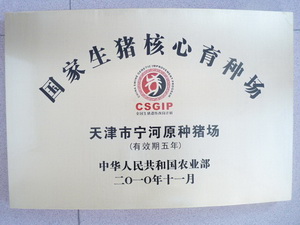 国家生猪核心育种场
CSGIP
天津市宁河原种猪场
(有效期五年)
中华人民共和国农业部
二〇一〇年十一月